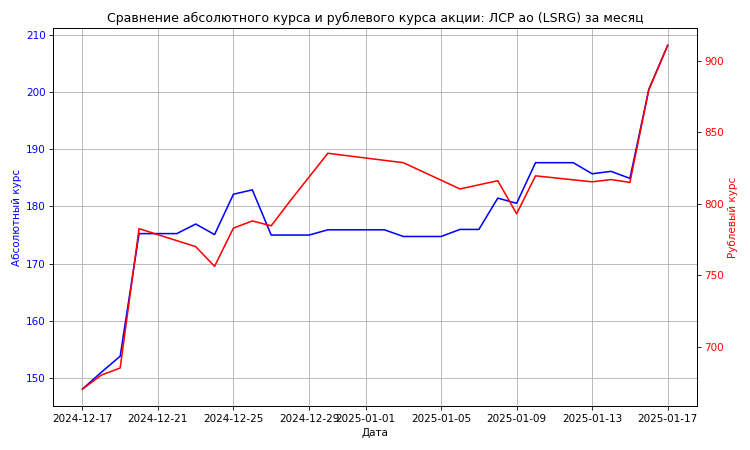 Сравнение абсолютного курса и рублевого курса акции: ЛСР ао (LSRG) за месяц
210
200
190
180
170
160
150
Абсолютный курс
900
850
800
750
700
Рублевый курс
2024-12-17 2024-12-21 2024-12-25 2024-12-29 2025-01-01 2025-01-05 2025-01-09 2025-01-13 2025-01-17
Дата